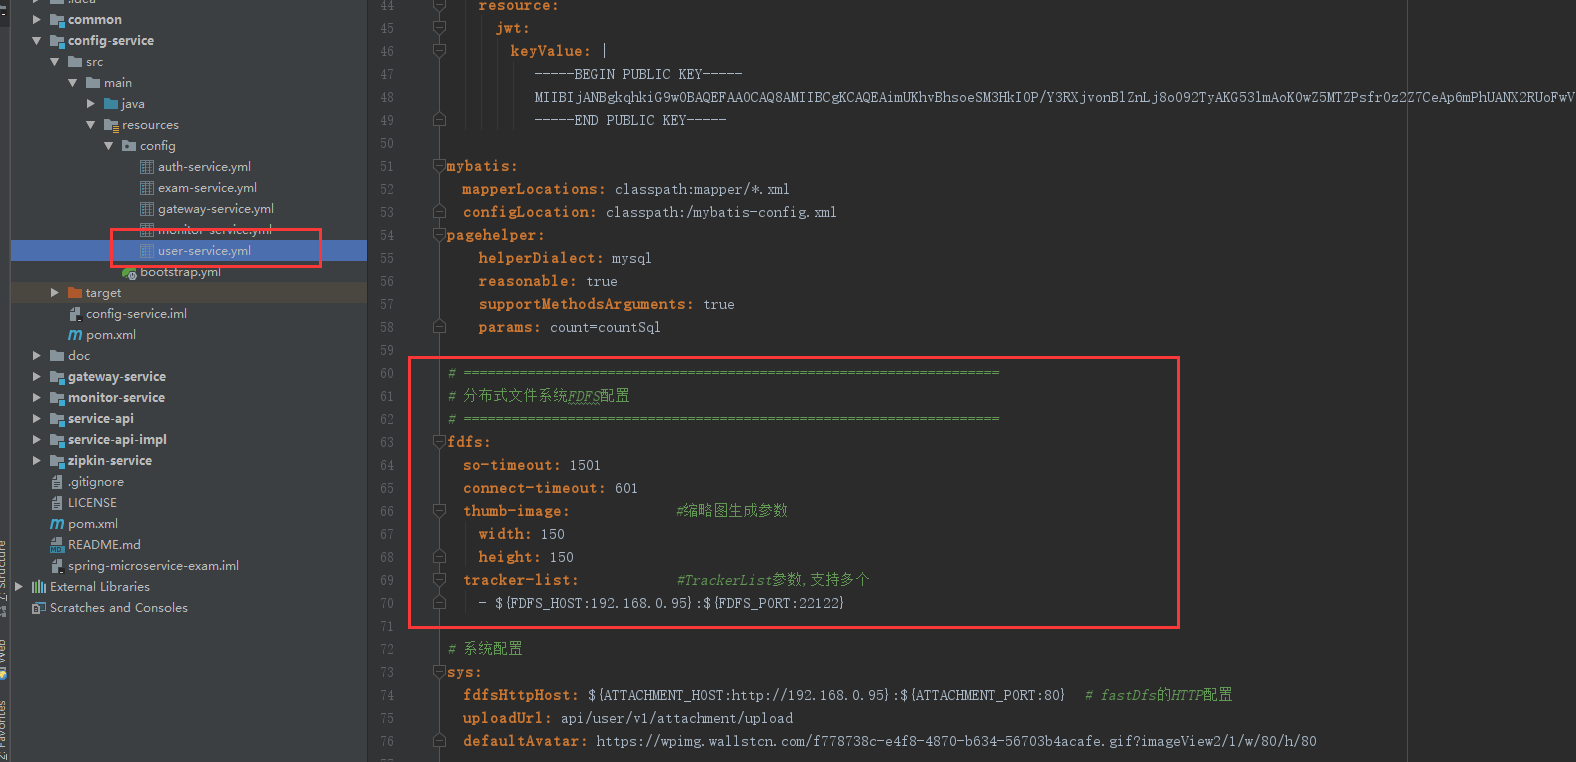 .idea
common
config-service
src
main
java
resources
config
auth-service.yml
exam-service.yml
gateway-service.yml
monitor-service.yml
user-service.yml
bootstrap.yml
target
config-service.iml
pom.xml
doc
gateway-service
monitor-service
service-api
service-api-impl
zipkin-service
.gitignore
LICENSE
pom.xml
README.md
spring-microservice-exam.iml
External Libraries
Scratches and Consoles
Z: Structure
Web
2: Favorites
44 resource:
45 jwt:
46 keyValue: |
47 -----BEGIN PUBLIC KEY-----
48 MIIBIjANBgkqhkiG9w0BAQEFAAOCAQ8AMIIBCgKCAQEAimUKhvBhsoeSM3HkI0P/Y3RXjvonBlZnLj8o092TyAKG53lmAoK0wZ5MTZPsfr0z2Z7CeAp6mPhUANX2RUoFwV
49 -----END PUBLIC KEY-----
50
51 mybatis:
52 mapperLocations: classpath:mapper/*.xml
53 configLocation: classpath:/mybatis-config.xml
54 pagehelper:
55 helperDialect: mysql
56 reasonable: true
57 supportMethodsArguments: true
58 params: count=countSql
59
60 # ===================================================================
61 # 分布式文件系统FDFS配置
62 # ===================================================================
63 fdfs:
64 so-timeout: 1501
65 connect-timeout: 601
66 thumb-image: #缩略图生成参数
67 width: 150
68 height: 150
69 tracker-list: #TrackerList参数,支持多个
70 - ${FDFS_HOST:192.168.0.95}:${FDFS_PORT:22122}
71
72 # 系统配置
73 sys:
74 fdfsHttpHost: ${ATTACHMENT_HOST:http://192.168.0.95}:${ATTACHMENT_PORT:80} # fastDfs的HTTP配置
75 uploadUrl: api/user/v1/attachment/upload
76 defaultAvatar: https://wpimg.wallstcn.com/f778738c-e4f8-4870-b634-56703b4acafe.gif?imageView2/1/w/80/h/80